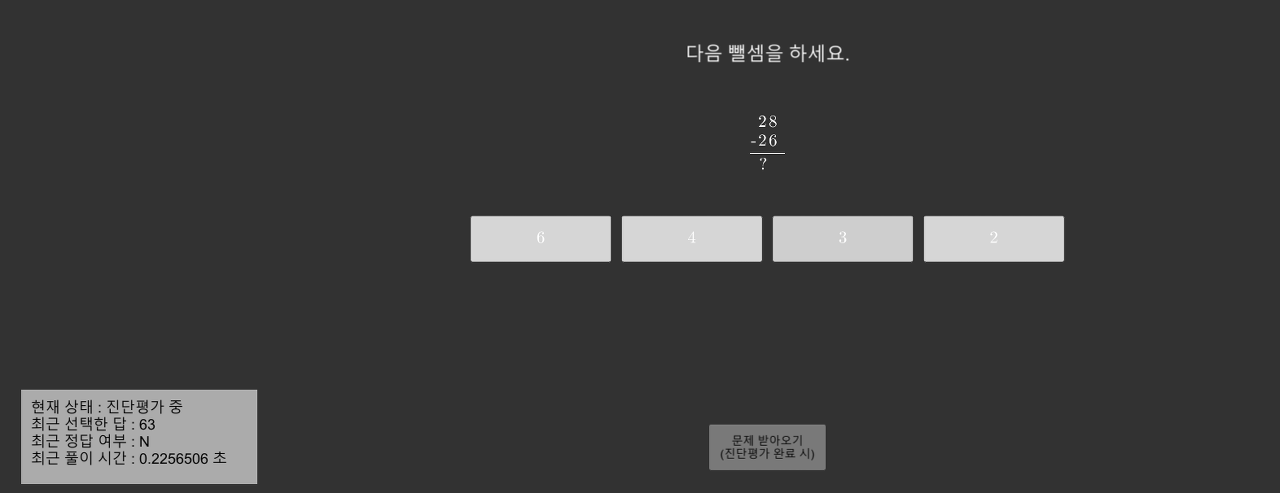 다음 뺄셈을 하세요.
28
-26
?
6 4 3 2
현재 상태 : 진단평가 중
최근 선택한 답 : 63
최근 정답 여부 : N
최근 풀이 시간 : 0.2256506 초
문제 받아오기
(진단평가 완료 시)